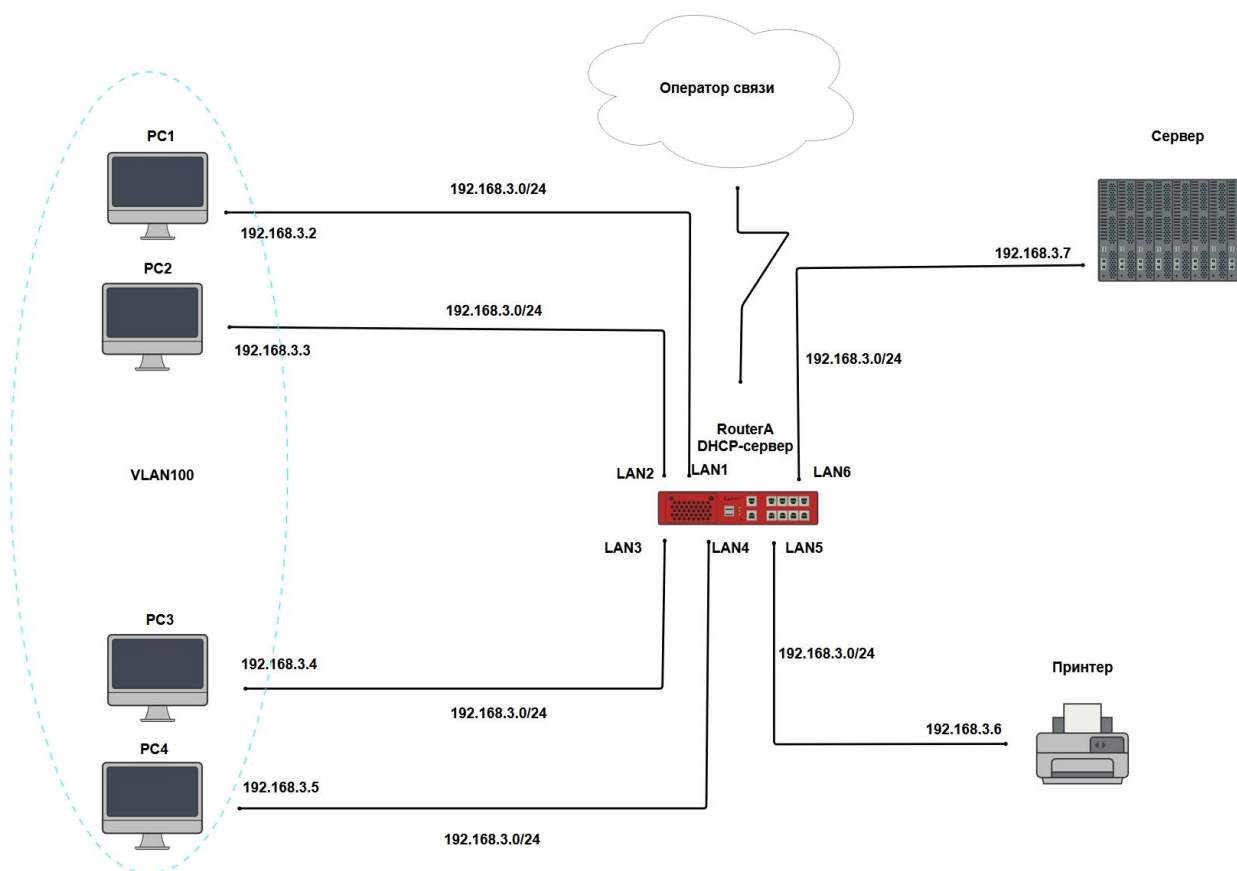 Оператор связи
PC1
Сервер
192.168.3.0/24
192.168.3.2
192.168.3.7
PC2
192.168.3.0/24
192.168.3.3
192.168.3.0/24
RouterA
DHCP-сервер
VLAN100
LAN2
LAN1
LAN6
LAN3
LAN4
LAN5
PC3
192.168.3.4
192.168.3.0/24
192.168.3.0/24
Принтер
192.168.3.6
PC4
192.168.3.5
192.168.3.0/24